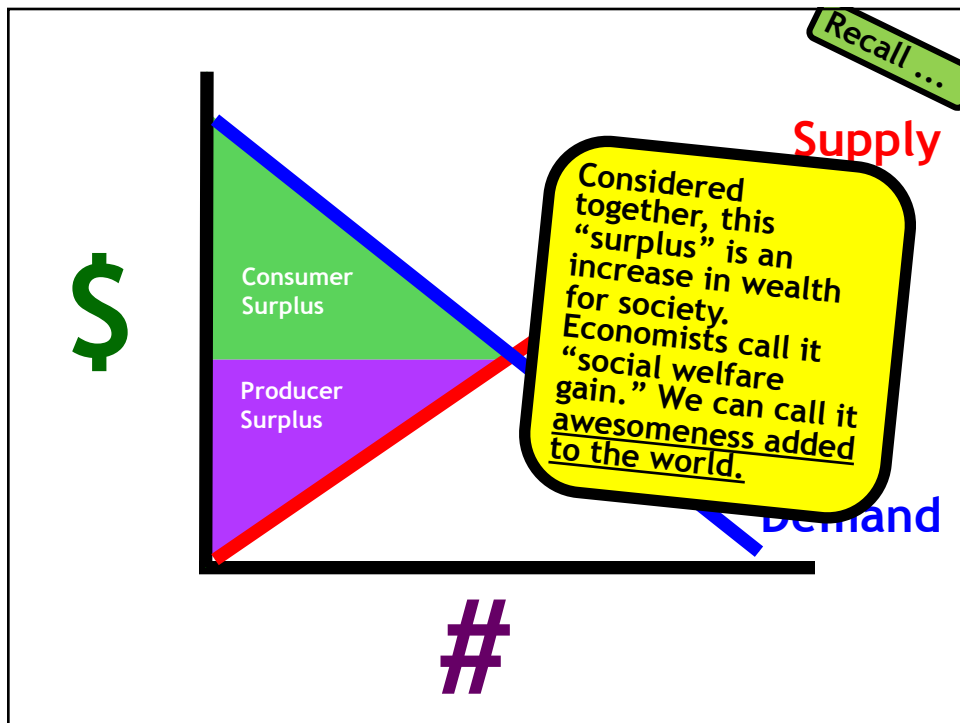 Recall ...
Supply
Considered
together, this
“surplus” is an
increase in wealth
for society.
Economists call it
“social welfare
gain.” We can call it
awesomeness added
to the world.
Consumer
Surplus
$
Producer
Surplus
Demand
#